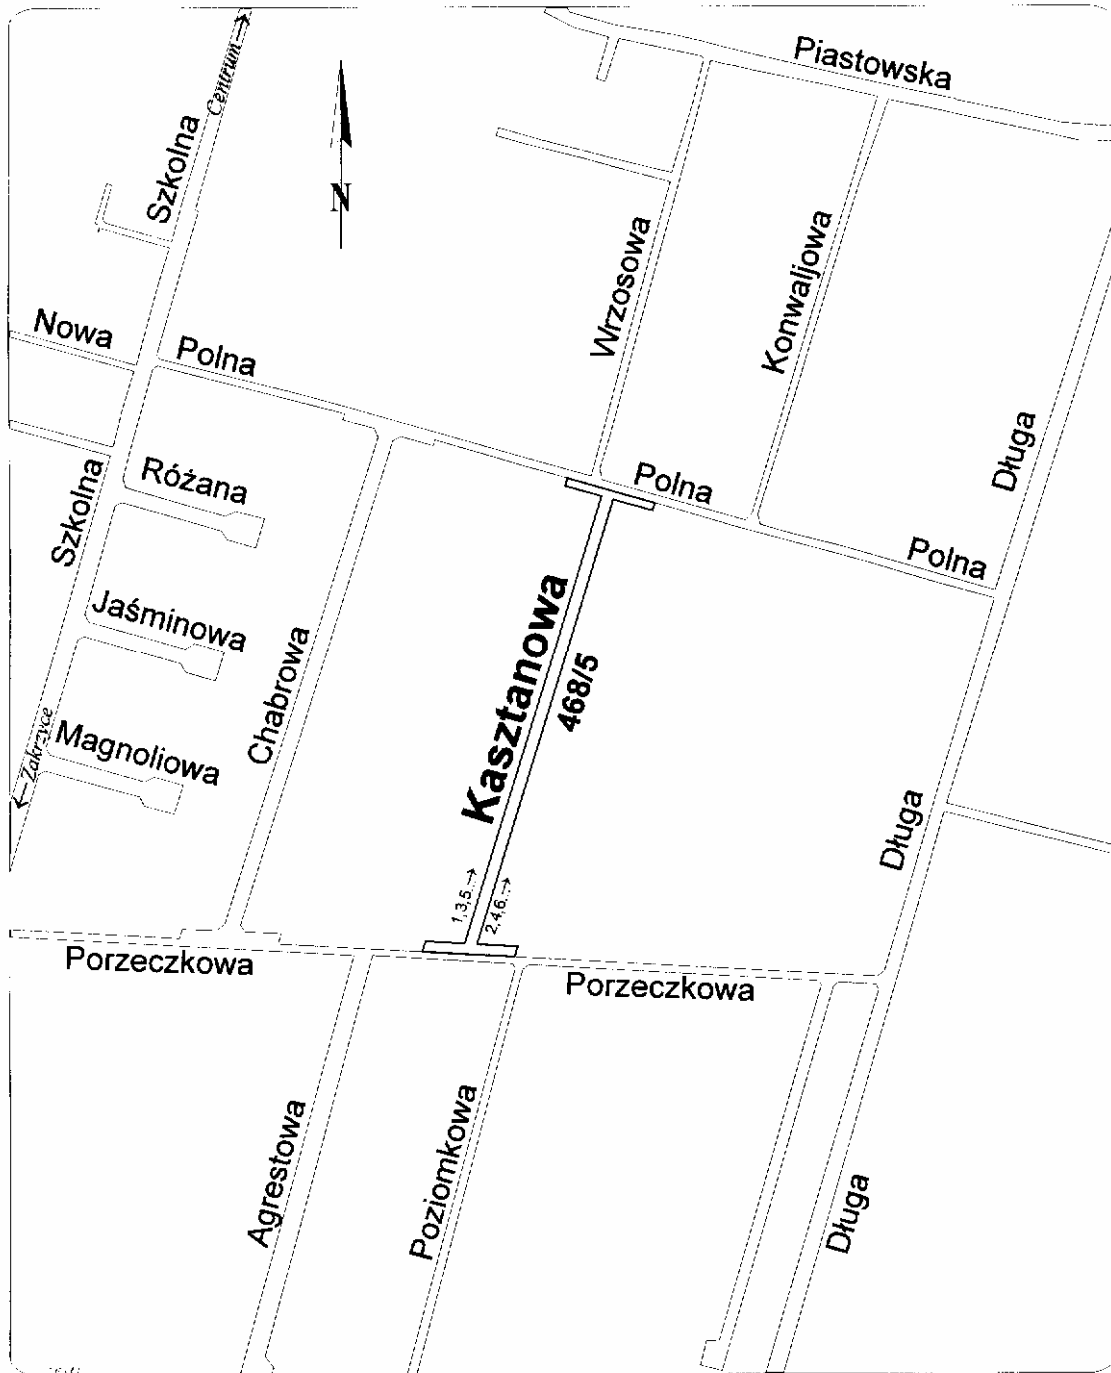 Piastowska
Centrum
Szkolna
N
Wrzosowa
Konwaljowa
Nowa
Polna
Długa
Różana
Polna
Szkolna
Polna
Jaśminowa
Kasztanowa
468/5
Chabrowa
Zakrzyce
Magnoliowa
Długa
1,3,5...→
2,4,6...→
Porzeczkowa
Porzeczkowa
Agrestowa
Poziomkowa
Długa